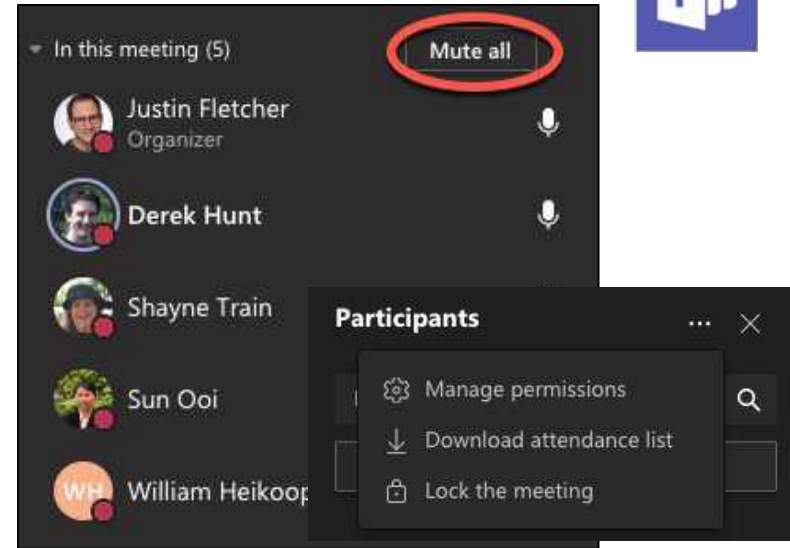 In this meeting (5)
Mute all
Justin Fletcher
Organizer
Derek Hunt
Shayne Train
Sun Ooi
WH
William Heikoop
Participants
Manage permissions
Download attendance list
Lock the meeting